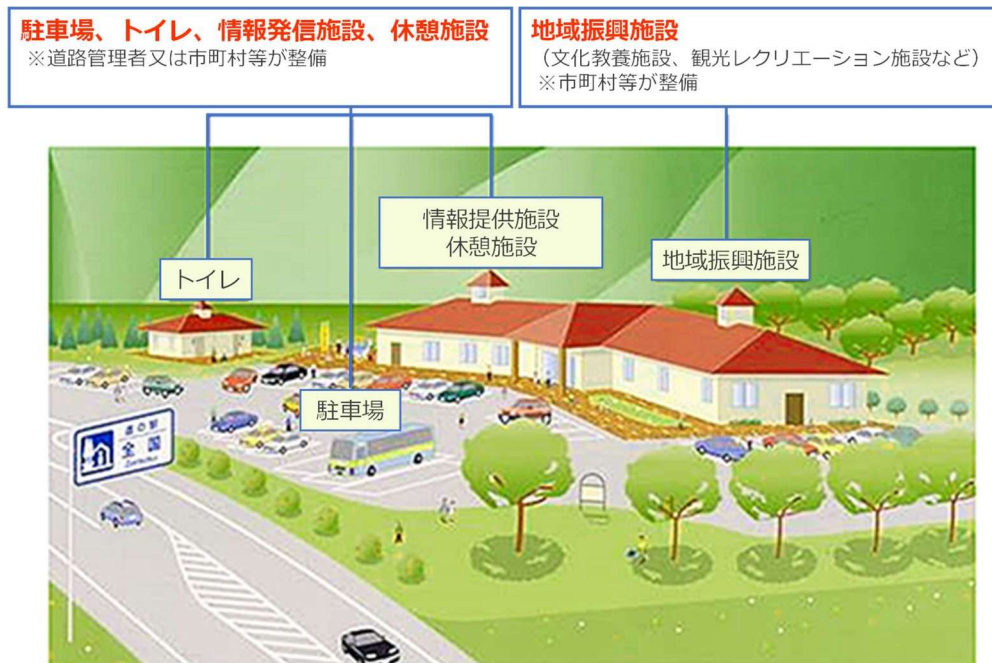 駐車場、トイレ、情報発信施設、休憩施設
※道路管理者又は市町村等が整備
地域振興施設
(文化教養施設、観光レクリエーション施設など)
※市町村等が整備
情報提供施設
休憩施設
トイレ
地域振興施設
駐車場
道の駅
全国